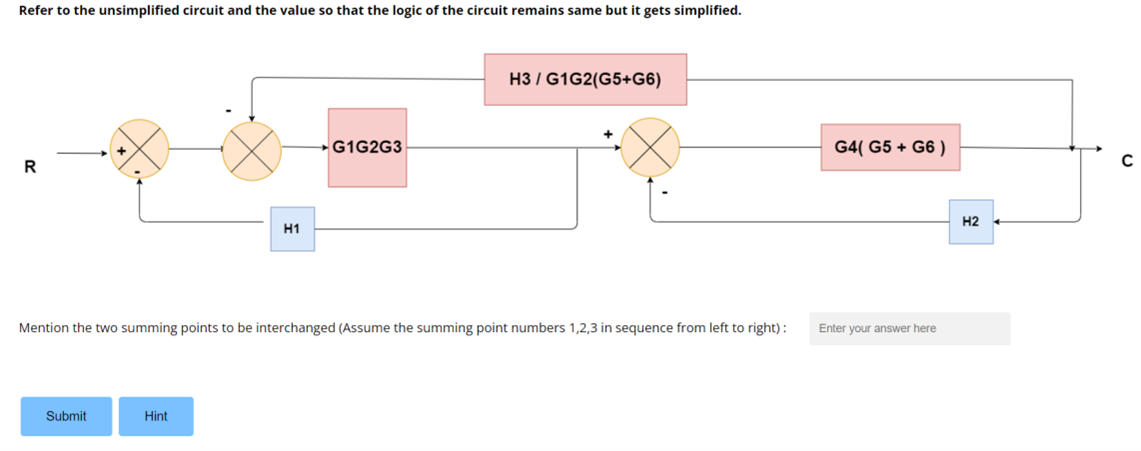 Refer to the unsimplified circuit and the value so that the logic of the circuit remains same but it gets simplified.
H3 / G1G2(G5+G6)
-
+
R
+
-
G1G2G3
G4( G5 + G6 )
C
-
H1
H2
Mention the two summing points to be interchanged (Assume the summing point numbers 1,2,3 in sequence from left to right) :
Enter your answer here
Submit
Hint